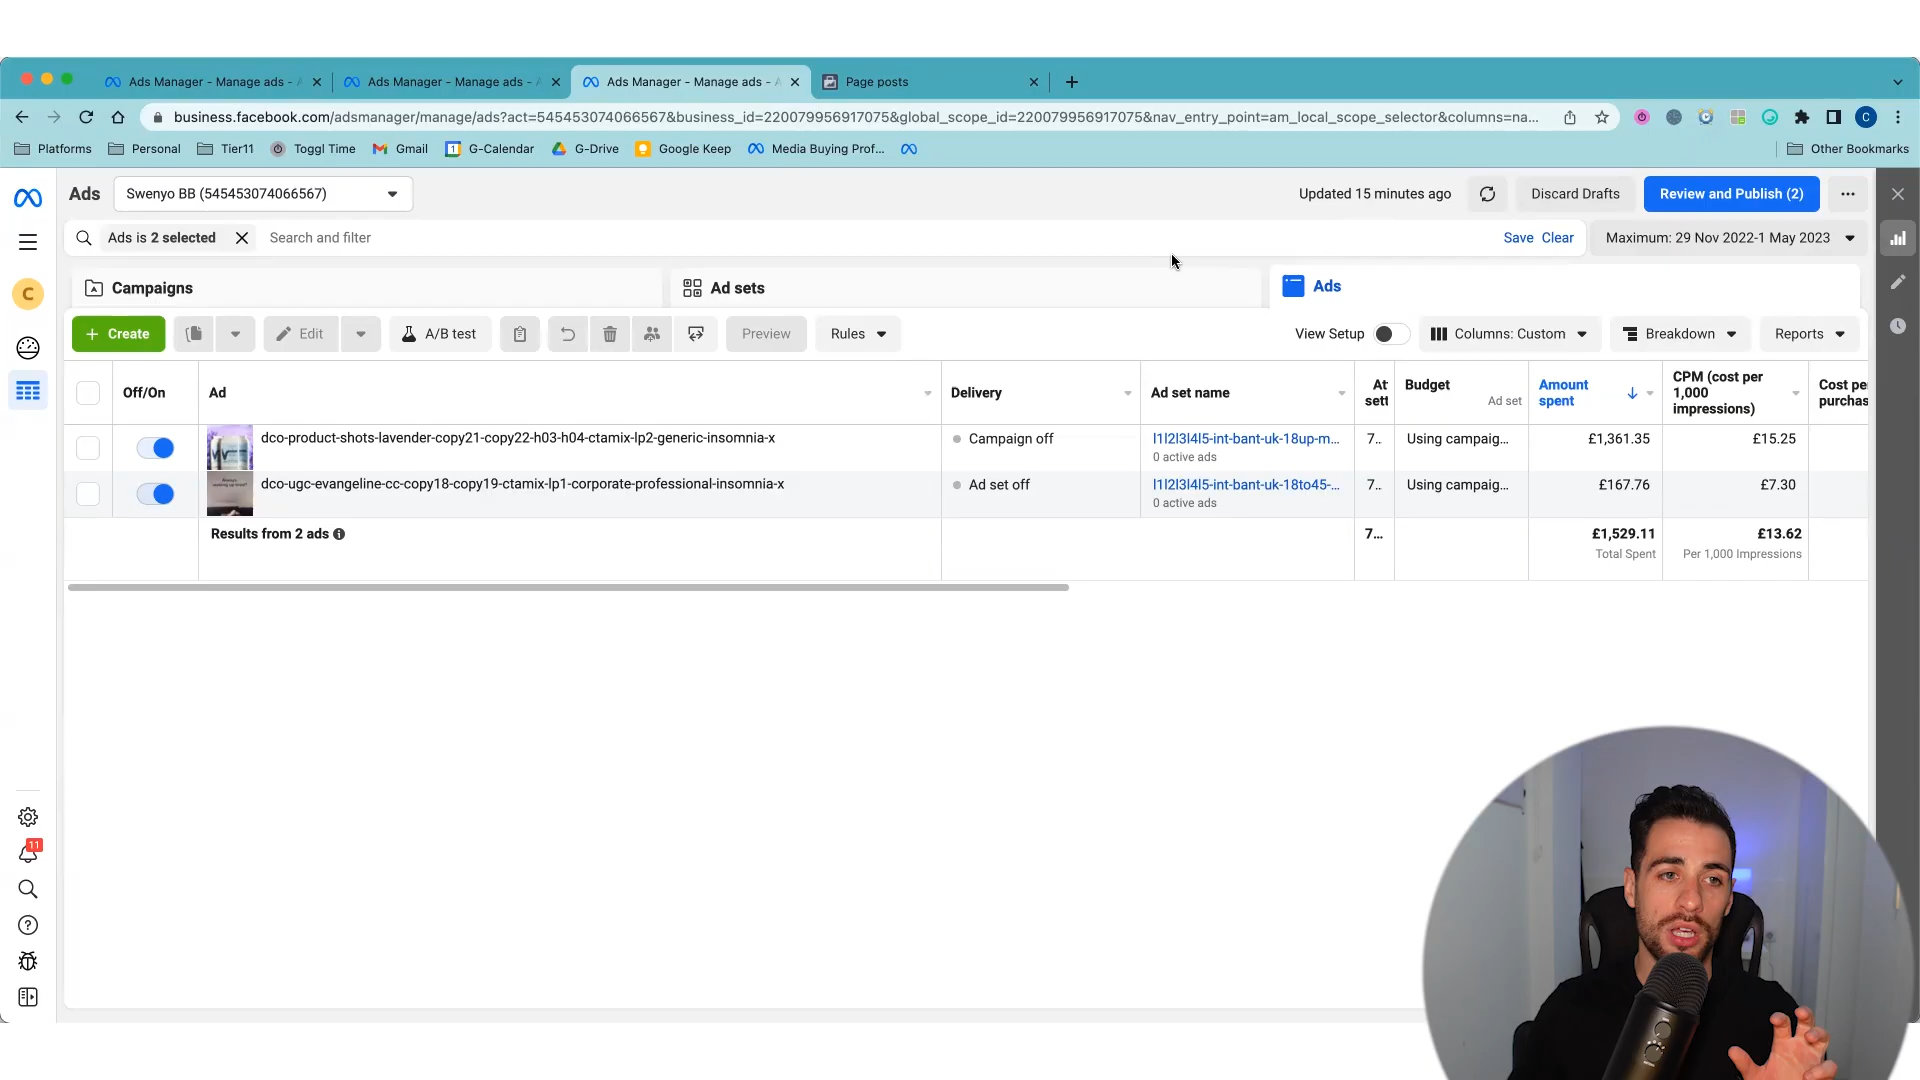 Ads Manager - Manage ads - A
Ads Manager - Manage ads - A
Ads Manager - Manage ads - A
Page posts
business.facebook.com/adsmanager/manage/ads?act=545453074066567&business_id=220079956917075&global_scope_id=220079956917075&nav_entry_point=am_local_scope_selector&columns=na...
C
Platforms
Personal
Tier11
Toggl Time
Gmail
G-Calendar
G-Drive
Google Keep
Media Buying Prof...
Other Bookmarks
Ads
Swenyo BB (545453074066567)
Updated 15 minutes ago
Discard Drafts
Review and Publish (2)
Ads is 2 selected
Search and filter
Save
Clear
Maximum: 29 Nov 2022-1 May 2023
C
Campaigns
Ad sets
Ads
+ Create
Edit
A/B test
Preview
Rules
View Setup
Columns: Custom
Breakdown
Reports
Off/On
Ad
Delivery
Ad set name
At
sett
Budget
Ad set
Amount
spent
CPM (cost per
1,000
impressions)
Cost pe
purchas
dco-product-shots-lavender-copy21-copy22-h03-h04-ctamix-lp2-generic-insomnia-x
Campaign off
l1l2l3l4l5-int-bant-uk-18up-m...
0 active ads
7..
Using campaig...
£1,361.35
£15.25
dco-ugc-evangeline-cc-copy18-copy19-ctamix-lp1-corporate-professional-insomnia-x
Ad set off
l1l2l3l4l5-int-bant-uk-18to45-...
0 active ads
7..
Using campaig...
£167.76
£7.30
Results from 2 ads
7...
£1,529.11
Total Spent
£13.62
Per 1,000 Impressions
11